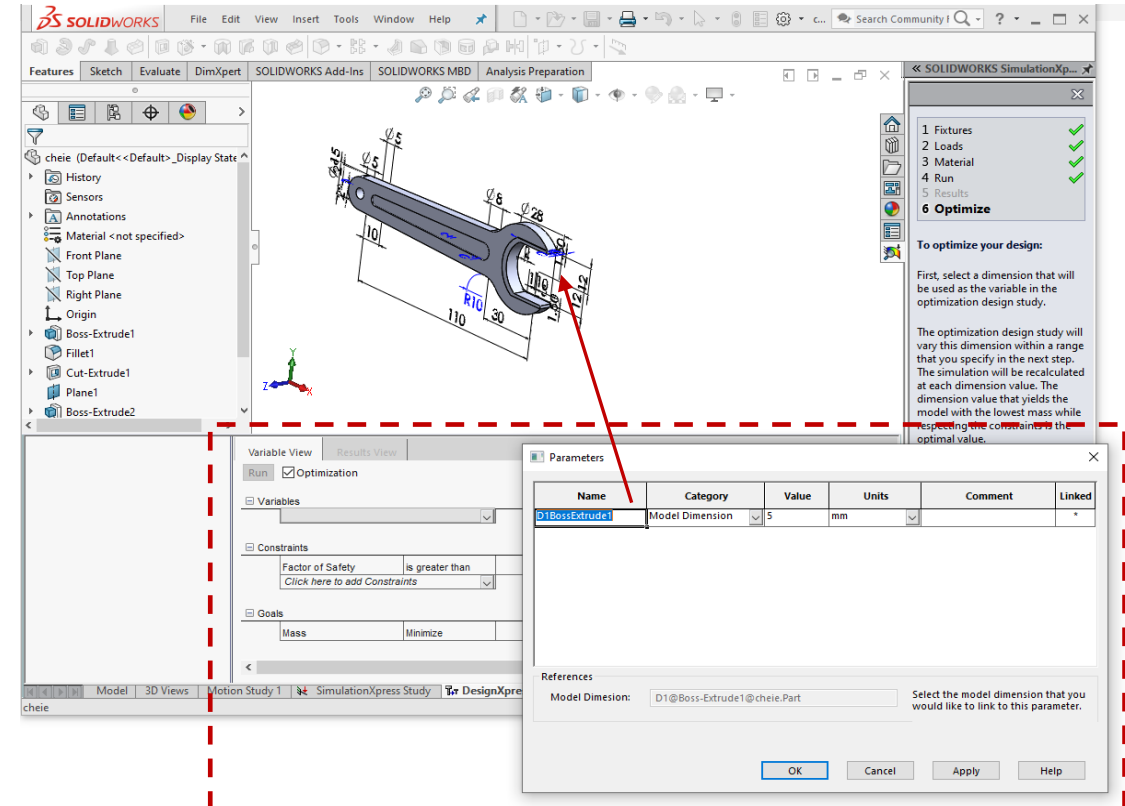 SOLIDWORKS File Edit View Insert Tools Window Help c... Search Community F ?
Features Sketch Evaluate DimXpert SOLIDWORKS Add-Ins SOLIDWORKS MBD Analysis Preparation
cheie (Default<<Default>_Display State
History
Sensors
Annotations
Material <not specified>
Front Plane
Top Plane
Right Plane
Origin
Boss-Extrude1
Fillet1
Cut-Extrude1
Plane1
Boss-Extrude2
Ø5
Ø5
Ø8
Ø28
10
R10
30
110
12
12
Y
Z
X
SOLIDWORKS SimulationXp...
1 Fixtures
2 Loads
3 Material
4 Run
5 Results
6 Optimize
To optimize your design:
First, select a dimension that will
be used as the variable in the
optimization design study.
The optimization design study will
vary this dimension within a range
that you specify in the next step.
The simulation will be recalculated
at each dimension value. The
dimension value that yields the
model with the lowest mass while
respecting the constraints is the
optimal value.
Variable View Results View
Run Optimization
Variables
Constraints
Factor of Safety is greater than
Click here to add Constraints
Goals
Mass Minimize
Model 3D Views Motion Study 1 SimulationXpress Study DesignXpre
cheie
Parameters
Name Category Value Units Comment Linked
D1BossExtrude1 Model Dimension 5 mm *
References
Model Dimesion: D1@Boss-Extrude1@cheie.Part
Select the model dimension that you
would like to link to this parameter.
OK Cancel Apply Help